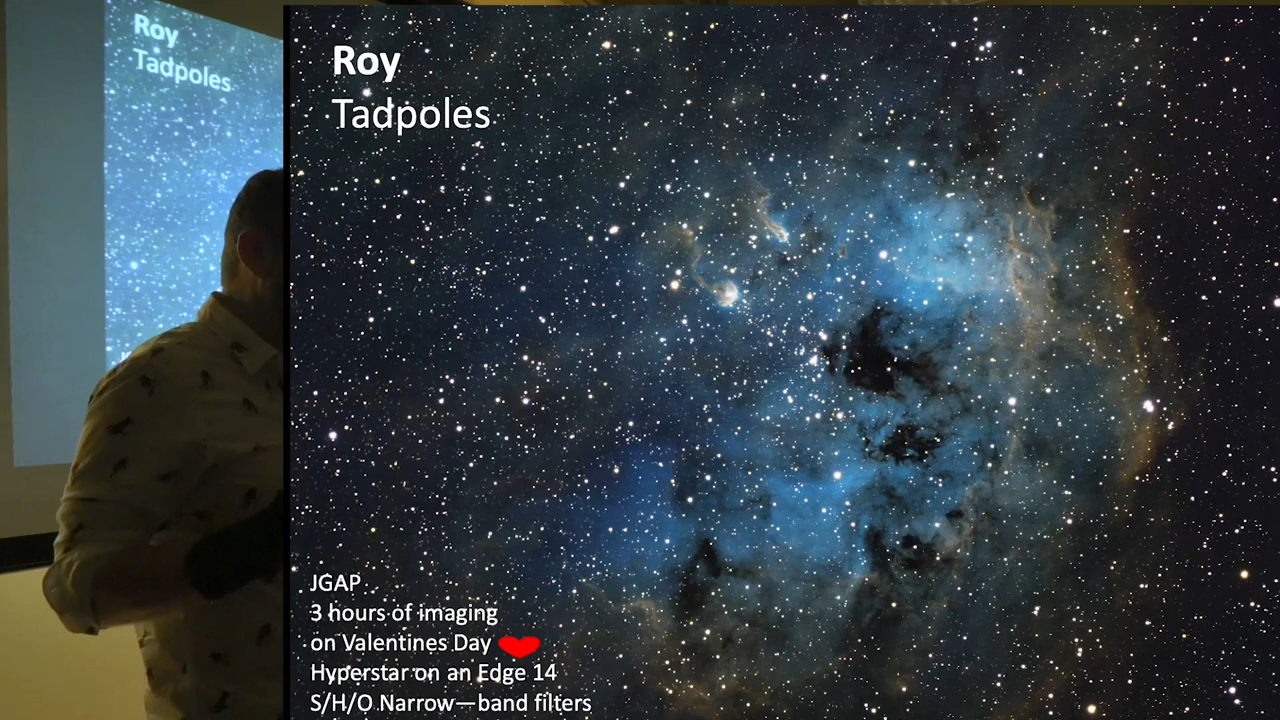 Roy
Tadpoles
Roy
Tadpoles
JGAP
3 hours of imaging
on Valentines Day
Hyperstar on an Edge 14
S/H/O Narrow—band filters